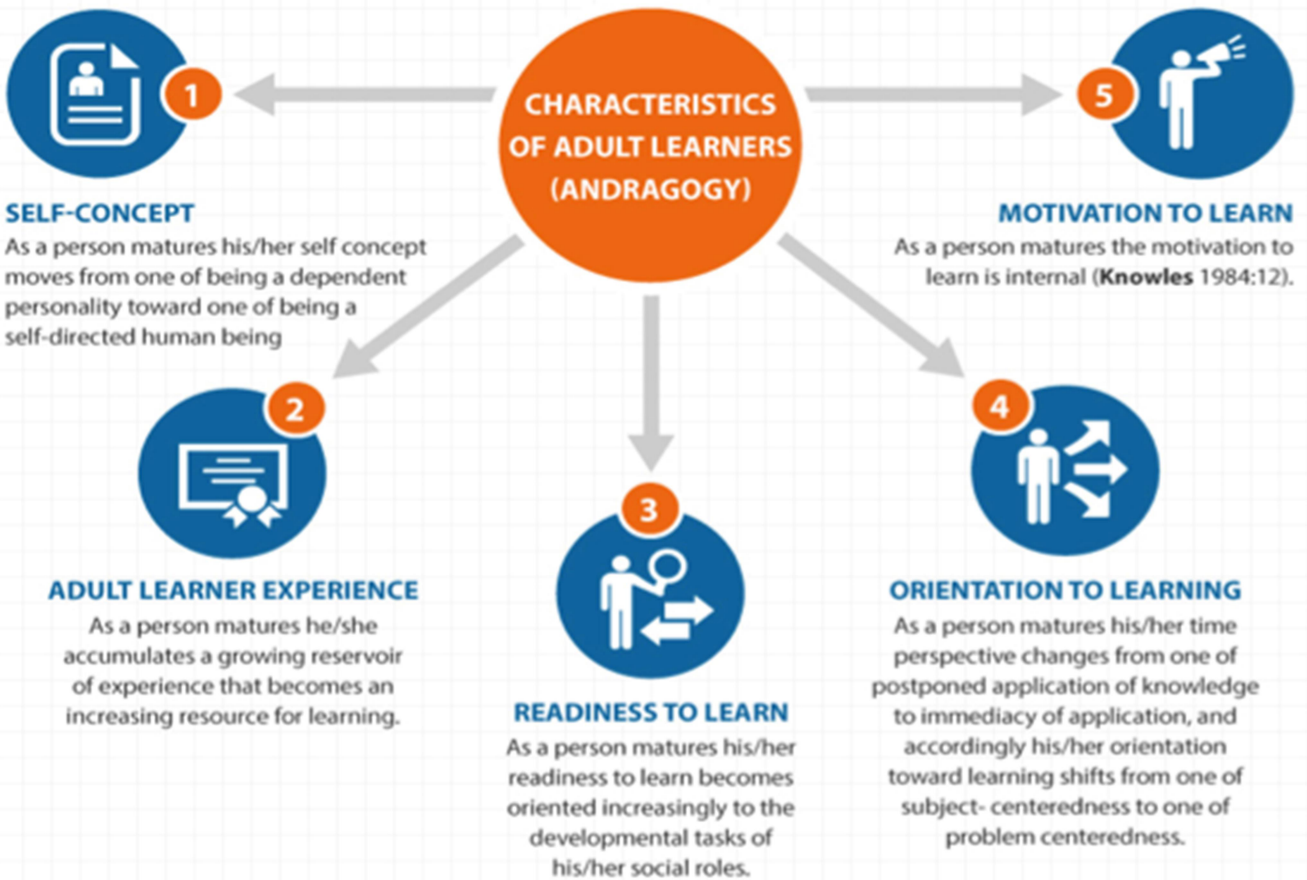 CHARACTERISTICS
OF ADULT LEARNERS
(ANDRAGOGY)
1
SELF-CONCEPT
As a person matures his/her self concept
moves from one of being a dependent
personality toward one of being a
self-directed human being
2
ADULT LEARNER EXPERIENCE
As a person matures he/she
accumulates a growing reservoir
of experience that becomes an
increasing resource for learning.
3
READINESS TO LEARN
As a person matures his/her
readiness to learn becomes
oriented increasingly to the
developmental tasks of
his/her social roles.
4
ORIENTATION TO LEARNING
As a person matures his/her time
perspective changes from one of
postponed application of knowledge
to immediacy of application, and
accordingly his/her orientation
toward learning shifts from one of
subject- centeredness to one of
problem centeredness.
5
MOTIVATION TO LEARN
As a person matures the motivation to
learn is internal (Knowles 1984:12).